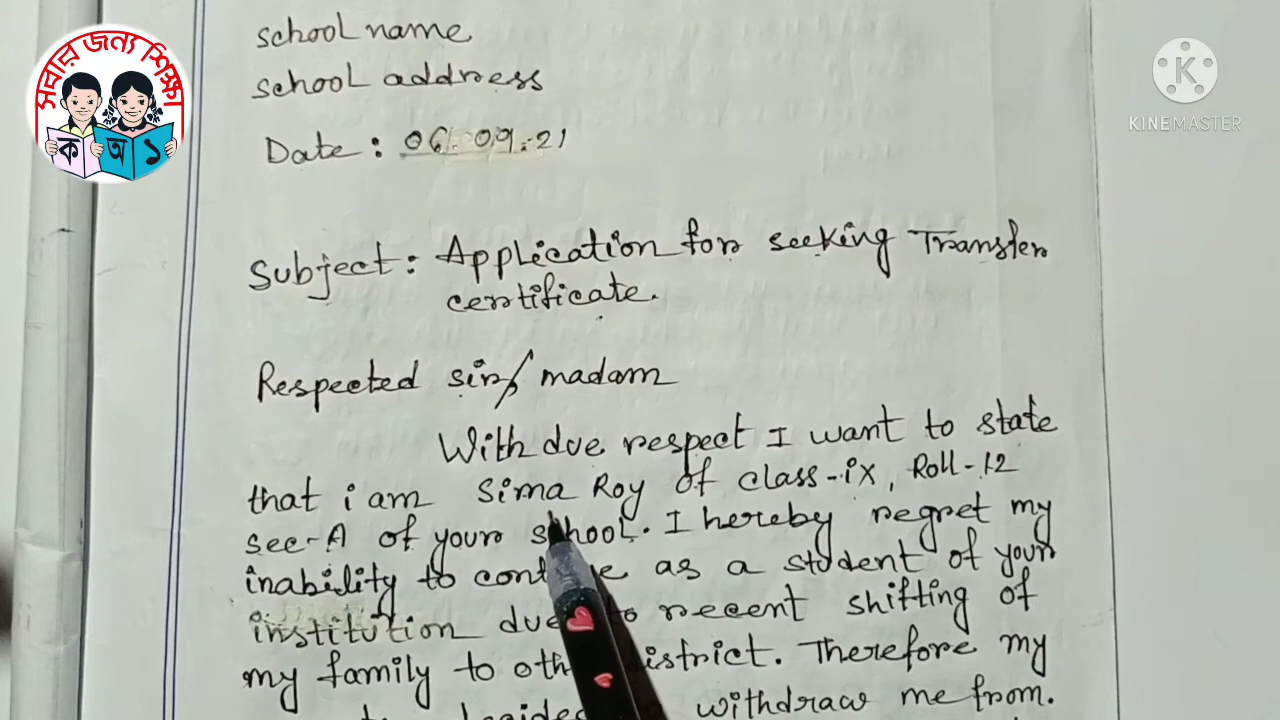 সবার জন্য শিক্ষা
ক অ ১
KINEMASTER
school name
school address
Date : 06.09.21
Subject : Application for seeking Transfer
certificate.
Respected sir/madam
With due respect I want to state
that i am Sima Roy of class-ix, Roll-12
sec-A of your school. I hereby regret my
inability to as a student of your
institution due to recent shifting of
my family to district. Therefore my
withdraw me from.